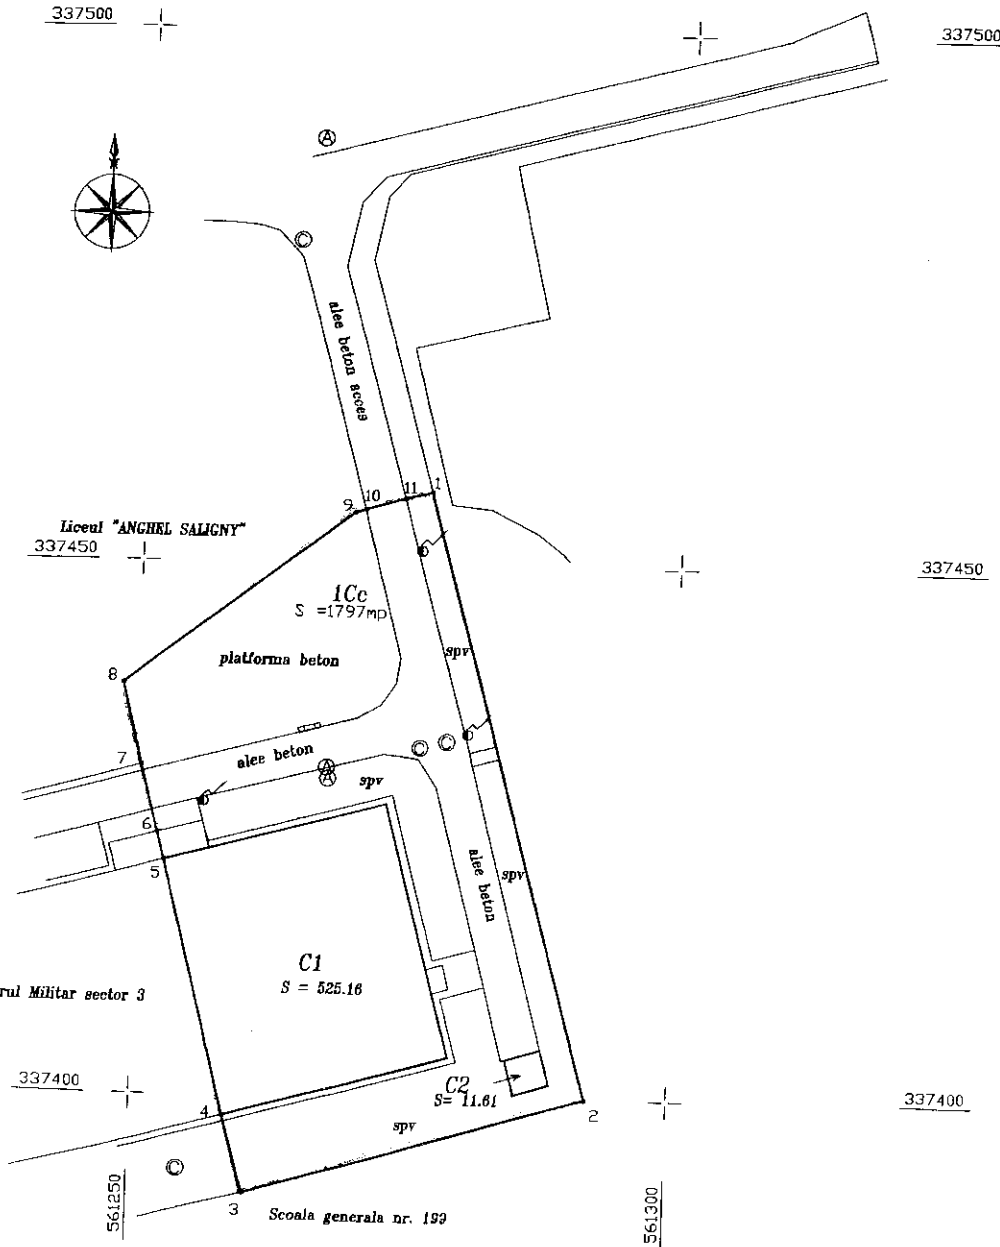 337500
337500
A
C
alee beton acces
1
11
10
9
Liceul "ANGHEL SALIGNY"
337450
337450
1Cc
S =1797mp
spv
platforma beton
8
C
C
7
alee beton
A
A
spv
6
5
alee beton
spv
C1
S = 525.16
rul Militar sector 3
337400
C2
S= 11.61
337400
4
2
spv
C
561250
561300
3
Scoala generala nr. 199